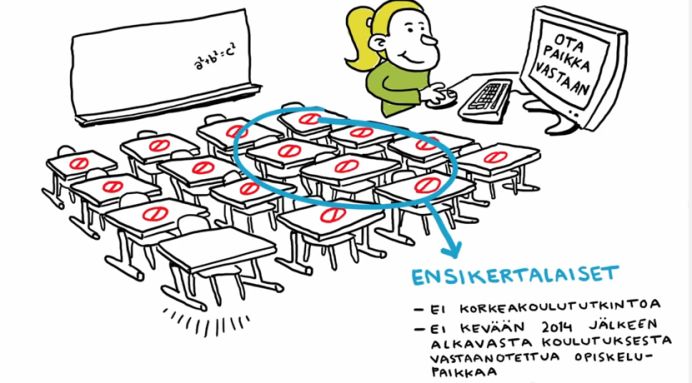 a²+b²=c²
OTA
PAIKKA
VASTAAN
ENSIKERTALAISET
- EI KORKEAKOULUTUTKINTOA
- EI KEVÄÄN 2014 JÄLKEEN
ALKAVASTA KOULUTUKSESTA
VASTAANOTETTUA OPISKELU-
PAIKKAA